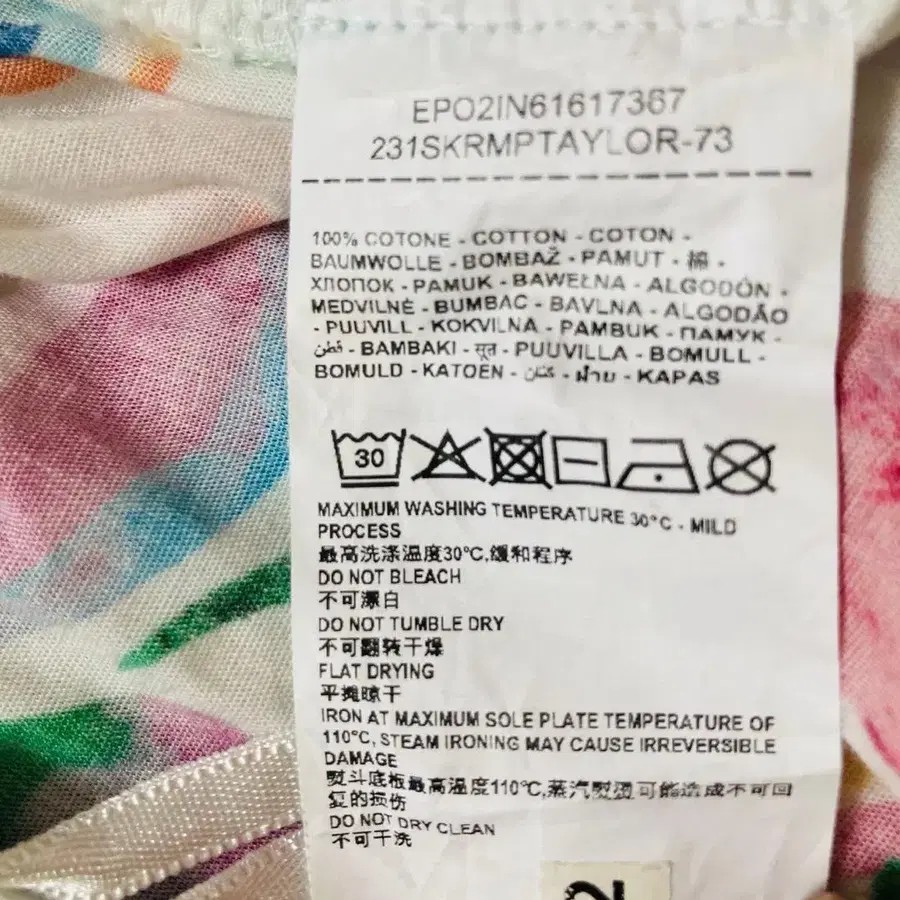 EPO2IN61617367
231SKRMPTAYLOR-73
100% COTONE - COTTON - COTON -
BAUMWOLLE - BOMBAŽ - PAMUT - 棉 -
ХЛОПОК - PAMUK - BAWEŁNA - ALGODÓN -
MEDVILNĖ - BUMBAC - BAVLNA - ALGODÃO
- PUUVILL - KOKVILNA - PAMBUK - ПАМУК -
قطن - BAMBAKI - सूत - PUUVILLA - BOMULL -
BOMULD - KATOEN - كتان - ฝ้าย - KAPAS
30
MAXIMUM WASHING TEMPERATURE 30°C - MILD
PROCESS
最高洗涤温度30℃,缓和程序
DO NOT BLEACH
不可漂白
DO NOT TUMBLE DRY
不可翻转干燥
FLAT DRYING
平摊晾干
IRON AT MAXIMUM SOLE PLATE TEMPERATURE OF
110°C, STEAM IRONING MAY CAUSE IRREVERSIBLE
DAMAGE
熨斗底板最高温度110℃,蒸汽熨烫可能造成不可回
复的损伤
DO NOT DRY CLEAN
不可干洗
2